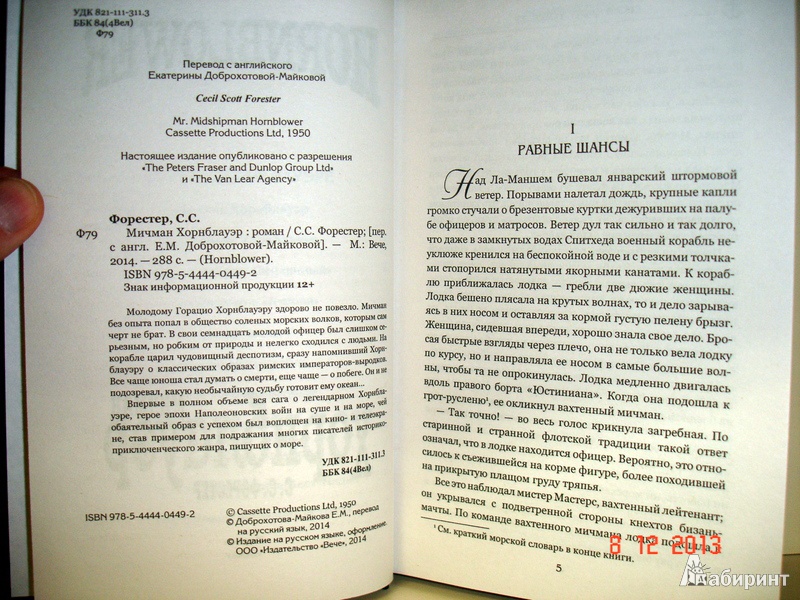 УДК 821-111-311.3
ББК 84(4Вел)
Ф79
Перевод с английского
Екатерины Доброхотовой-Майковой
Cecil Scott Forester
Mr. Midshipman Hornblower
Cassette Productions Ltd, 1950
Настоящее издание опубликовано с разрешения
«The Peters Fraser and Dunlop Group Ltd»
и «The Van Lear Agency»
Форестер, С.С.
Ф79 Мичман Хорнблауэр : роман / С.С. Форестер; [пер.
с англ. Е.М. Доброхотовой-Майковой]. — М.: Вече,
2014. — 288 с. — (Hornblower).
ISBN 978-5-4444-0449-2
Знак информационной продукции 12+
Молодому Горацио Хорнблауэру здорово не повезло. Мичман
без опыта попал в общество соленых морских волков, которым сам
черт не брат. В свои семнадцать молодой офицер был слишком се-
рьезным, но робким от природы и нелегко сходился с людьми. На
корабле царил чудовищный деспотизм, сразу напомнивший Хорн-
блауэру о классических образах римских императоров-выродков.
Все чаще юноша стал думать о смерти, еще чаще — о побеге. Он и не
подозревал, какую необычайную судьбу готовит ему океан...
Впервые в полном объеме вся сага о легендарном Хорнбла-
уэре, герое эпохи Наполеоновских войн на суше и на море, чей
обаятельный образ с успехом был воплощен на кино- и телеэкра-
не, став примером для подражания многих писателей историко-
приключенческого жанра, пишущих о море.
УДК 821-111-311.3
ББК 84(4Вел)
ISBN 978-5-4444-0449-2
© Cassette Productions Ltd, 1950
© Доброхотова-Майкова Е.М., перевод
на русский язык, 2014
© Издание на русском языке, оформление.
ООО «Издательство «Вече», 2014
I
РАВНЫЕ ШАНСЫ
Над Ла-Маншем бушевал январский штормовой
ветер. Порывами налетал дождь, крупные капли
громко стучали о брезентовые куртки дежуривших на палу-
бе офицеров и матросов. Ветер дул так сильно и так долго,
что даже в замкнутых водах Спитхеда военный корабль не-
уклюже кренился на беспокойной воде и с резкими толчка-
ми стопорился натянутыми якорными канатами. К кораб-
лю приближалась лодка — гребли две дюжие женщины.
Лодка бешено плясала на крутых волнах, то и дело зарыва-
ясь в них носом и оставляя за кормой густую пелену брызг.
Женщина, сидевшая впереди, хорошо знала свое дело. Бро-
сая быстрые взгляды через плечо, она не только вела лодку
по курсу, но и направляла ее носом в самые большие вол-
ны, чтобы та не опрокинулась. Лодка медленно двигалась
вдоль правого борта «Юстиниана». Когда она подошла к
грот-русленю¹, ее окликнул вахтенный мичман.
— Так точно! — во весь голос крикнула загребная. По
старинной и странной флотской традиции такой ответ
означал, что в лодке находится офицер. Вероятно, это отно-
силось к съежившейся на корме фигуре, более походившей
на прикрытую плащом груду тряпья.
Все это наблюдал мистер Мастерс, вахтенный лейтенант;
он укрывался с подветренной стороны кнехтов бизань-
мачты. По команде вахтенного мичмана лодка подошла
¹ См. краткий морской словарь в конце книги.
5
8 12 2013
Лабиринт